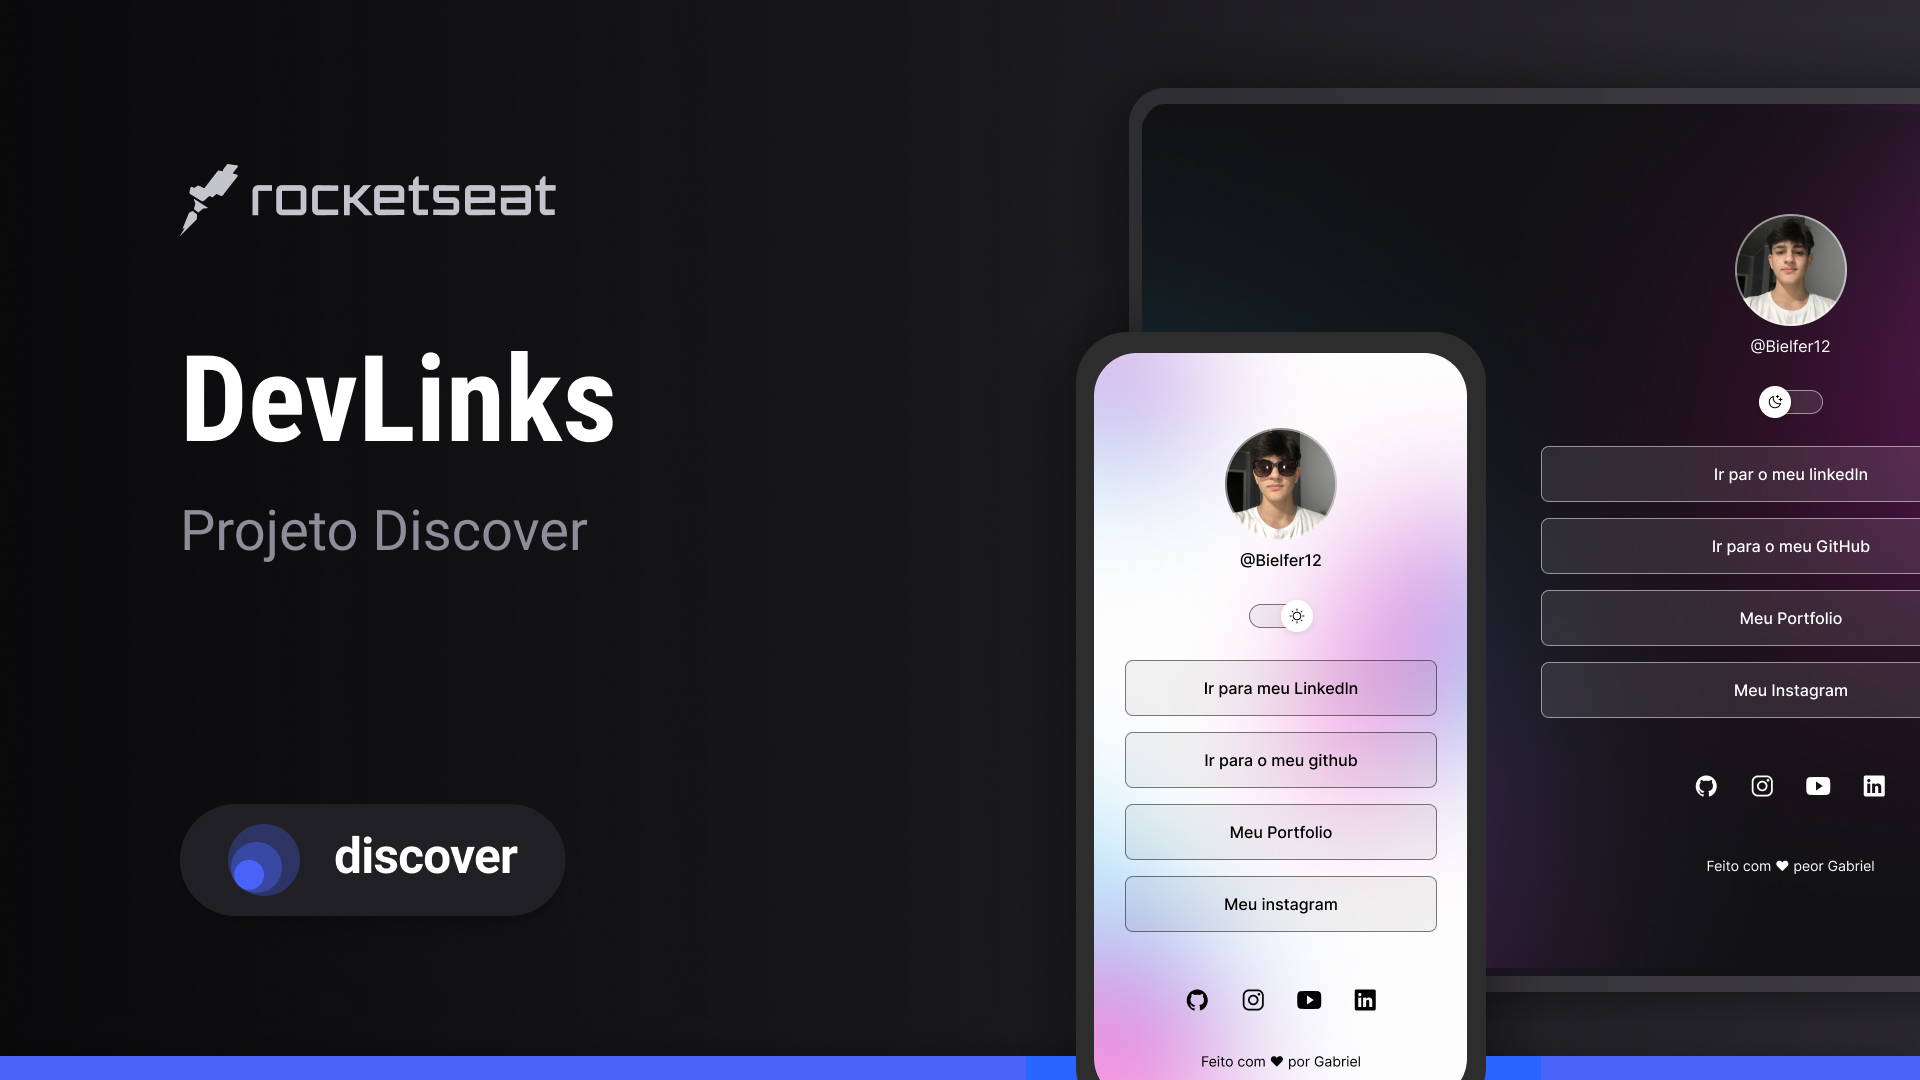 rocketseat
DevLinks
Projeto Discover
discover
@Bielfer12
Ir para meu LinkedIn
Ir para o meu github
Meu Portfolio
Meu instagram
Feito com ♥ por Gabriel
@Bielfer12
Ir par o meu linkedIn
Ir para o meu GitHub
Meu Portfolio
Meu Instagram
Feito com ♥ peor Gabriel